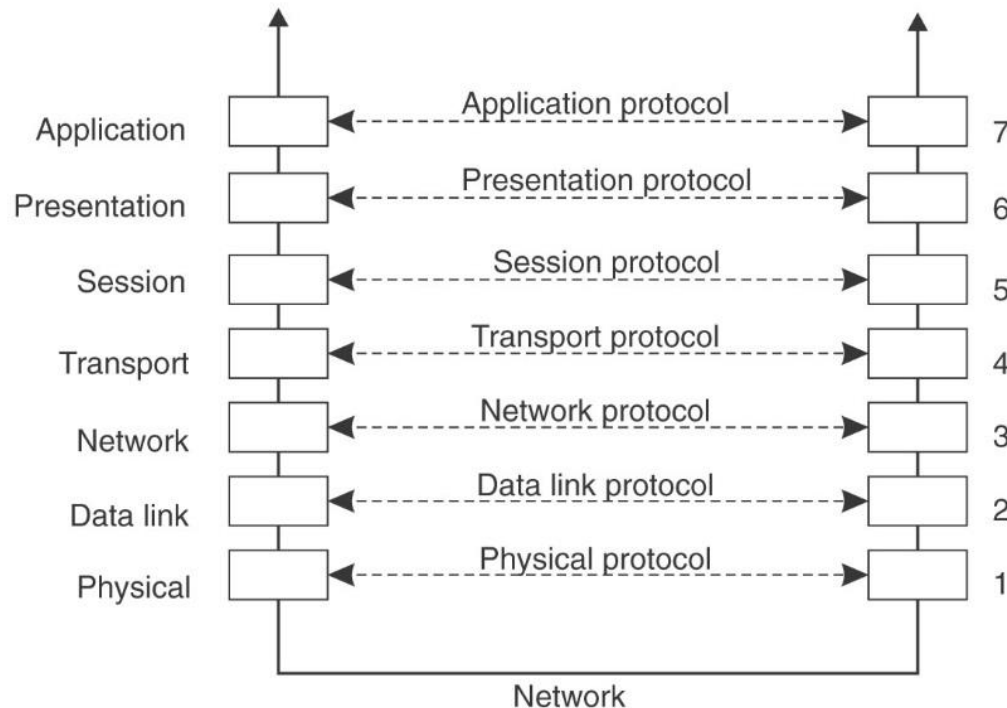 Application protocol
Application
7
Presentation protocol
Presentation
6
Session protocol
Session
5
Transport protocol
Transport
4
Network protocol
Network
3
Data link protocol
Data link
2
Physical protocol
Physical
1
Network